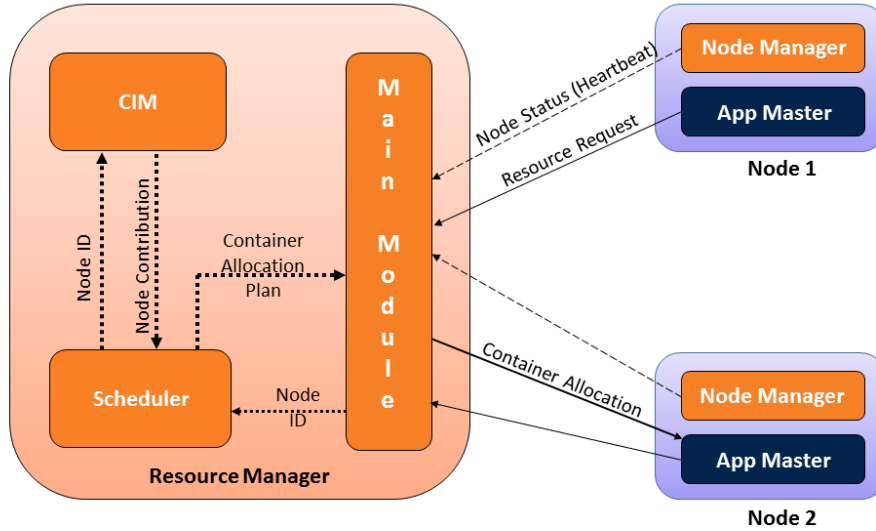 CIM
Main
Module
Node Status (Heartbeat)
Resource Request
Node Manager
App Master
Node 1
Node ID
Node Contribution
Container
Allocation
Plan
Scheduler
Node
ID
Container Allocation
Node Manager
App Master
Node 2
Resource Manager